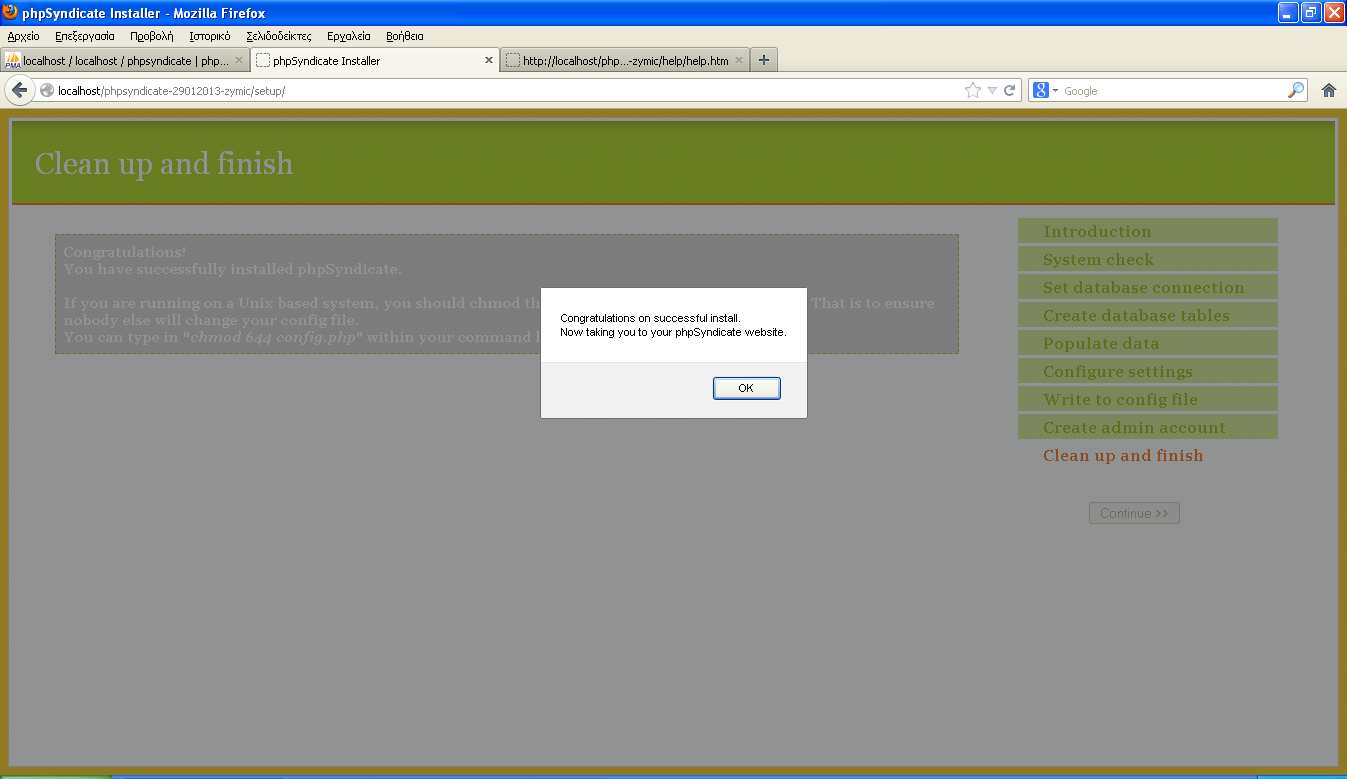 phpSyndicate Installer - Mozilla Firefox
Αρχείο Επεξεργασία Προβολή Ιστορικό Σελιδοδείκτες Εργαλεία Βοήθεια
PMA localhost / localhost / phpsyndicate | php... phpSyndicate Installer http://localhost/php...-zymic/help/help.htm
localhost/phpsyndicate-29012013-zymic/setup/ Google
Clean up and finish
Congratulations!
You have successfully installed phpSyndicate.
If you are running on a Unix based system, you should chmod th That is to ensure
nobody else will change your config file.
You can type in "chmod 644 config.php" within your command
Congratulations on successful install.
Now taking you to your phpSyndicate website.
OK
Introduction
System check
Set database connection
Create database tables
Populate data
Configure settings
Write to config file
Create admin account
Clean up and finish
Continue >>